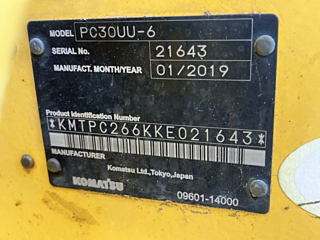 MODEL PC30UU-6
SERIAL No. 21643
MANUFACT. MONTH/YEAR 01/2019
Product Identification Number
*KMTPC266KKE021643*
MANUFACTURER
Komatsu Ltd.,Tokyo,Japan
KOMATSU
09601-14000